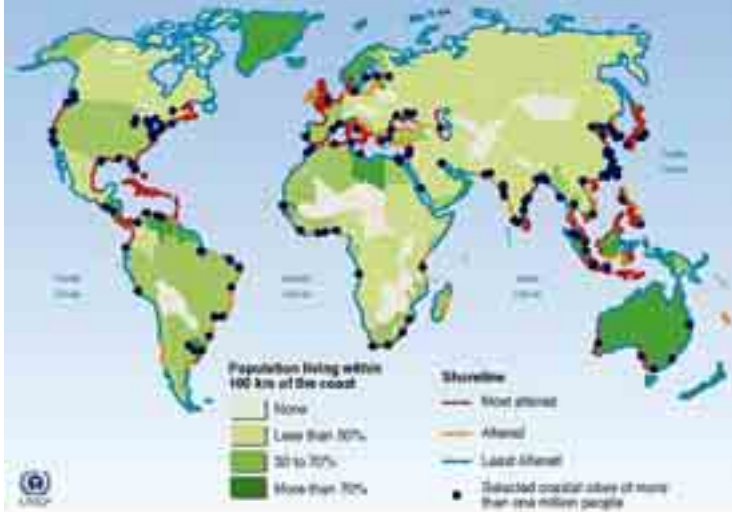 Population living within
100 km of the coast
None
Less than 30%
30 to 70%
More than 70%
Shoreline
Most altered
Altered
Least Altered
Selected coastal cities of more
than one million people
UNEP